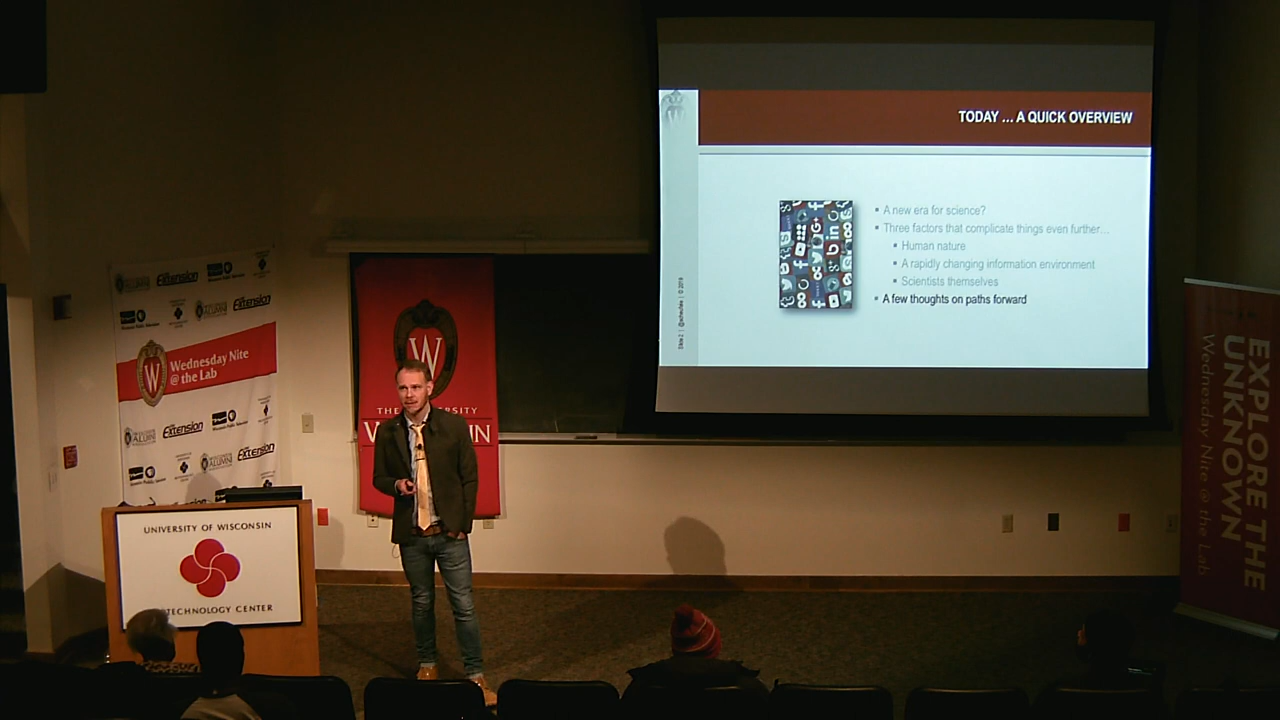 TODAY ... A QUICK OVERVIEW
▪ A new era for science?
▪ Three factors that complicate things even further...
▪ Human nature
▪ A rapidly changing information environment
▪ Scientists themselves
▪ A few thoughts on paths forward
Extension
Extension
W
Wednesday Nite
@ the Lab
ALUMNI
Extension
Extension
W
UNIVERSITY OF WISCONSIN
TECHNOLOGY CENTER
EXPLORE THE
UNKNOWN
Wednesday Nite @ the Lab